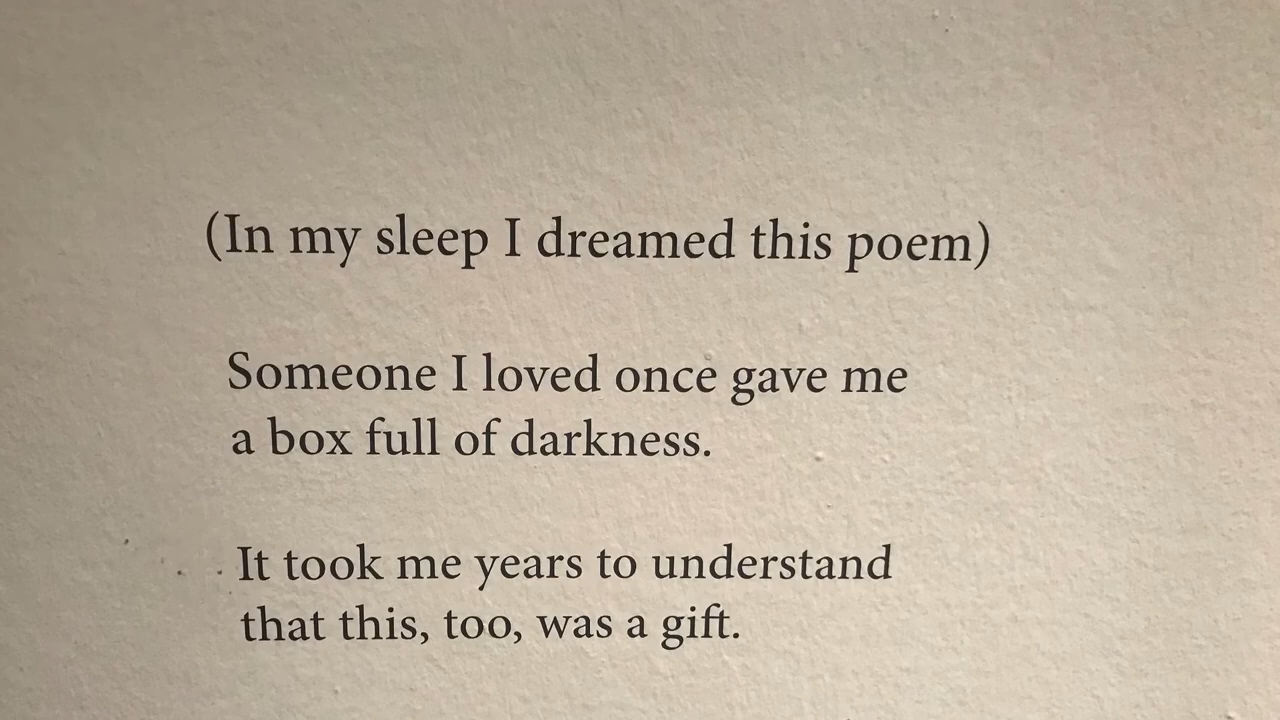 (In my sleep I dreamed this poem)
Someone I loved once gave me
a box full of darkness.
It took me years to understand
that this, too, was a gift.